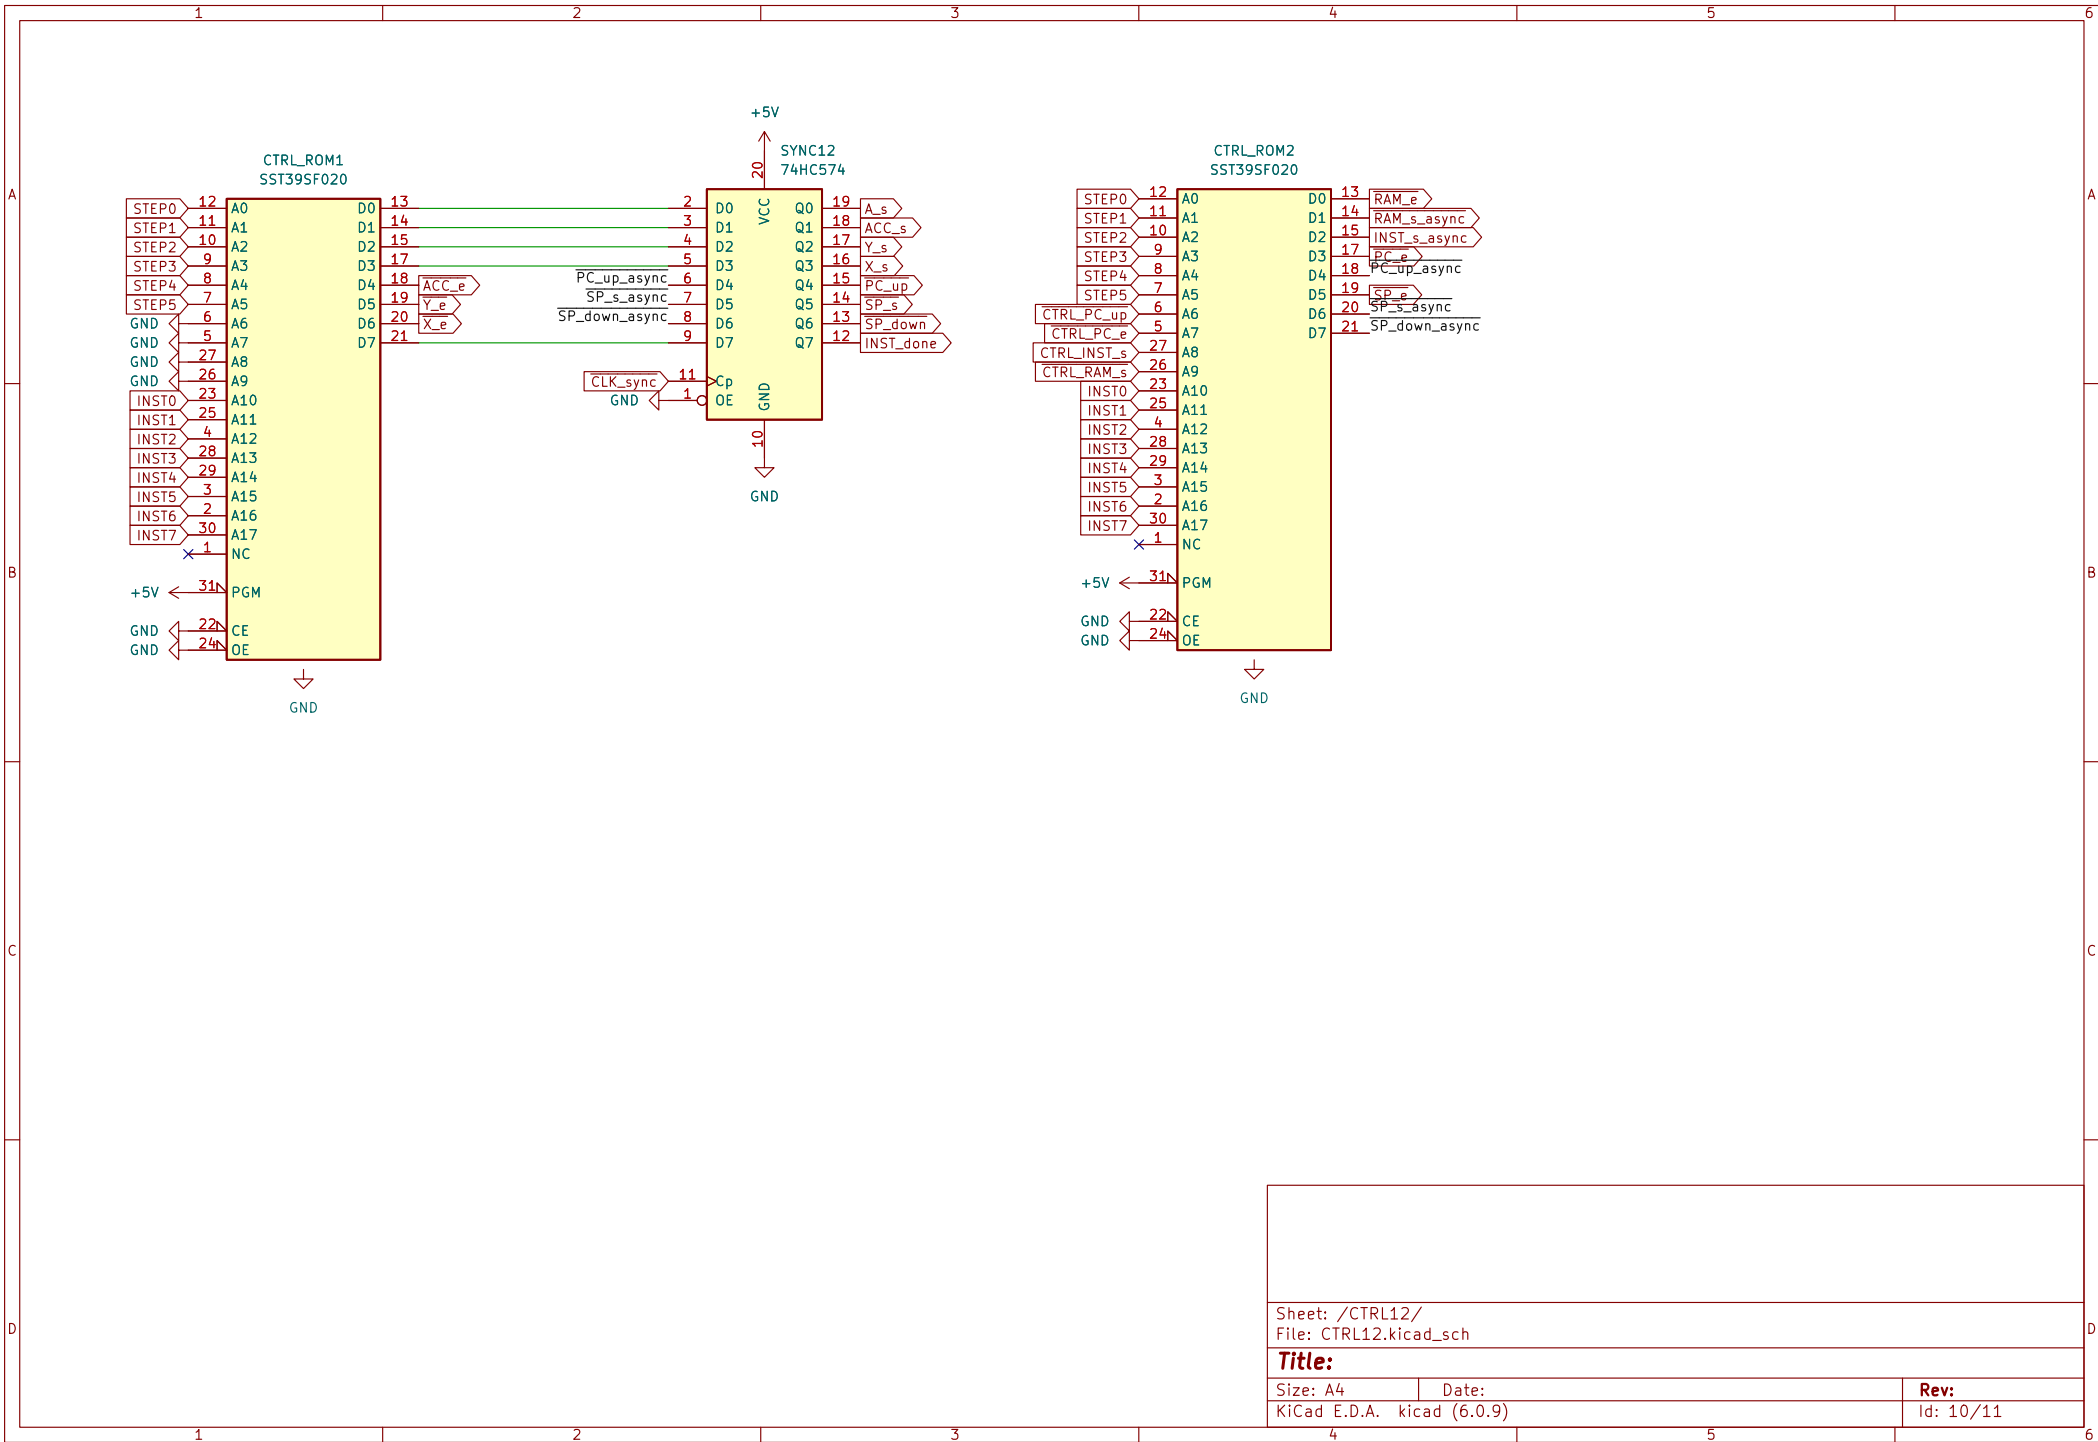 1 2 3 4 5 6
A
B
C
D
CTRL_ROM1
SST39SF020
STEP0 12 A0 D0 13
STEP1 11 A1 D1 14
STEP2 10 A2 D2 15
STEP3 9 A3 D3 17
STEP4 8 A4 D4 18 ACC_e
STEP5 7 A5 D5 19 Y_e
GND 6 A6 D6 20 X_e
GND 5 A7 D7 21
GND 27 A8
GND 26 A9
INST0 23 A10
INST1 25 A11
INST2 4 A12
INST3 28 A13
INST4 29 A14
INST5 3 A15
INST6 2 A16
INST7 30 A17
1 NC
+5V 31 PGM
GND 22 CE
GND 24 OE
GND
+5V
SYNC12
74HC574
20
VCC
2 D0 Q0 19 A_s
3 D1 Q1 18 ACC_s
4 D2 Q2 17 Y_s
5 D3 Q3 16 X_s
PC_up_async 6 D4 Q4 15 PC_up
SP_s_async 7 D5 Q5 14 SP_s
SP_down_async 8 D6 Q6 13 SP_down
9 D7 Q7 12 INST_done
CLK_sync 11 Cp
GND 1 OE
GND
10
GND
CTRL_ROM2
SST39SF020
STEP0 12 A0 D0 13 RAM_e
STEP1 11 A1 D1 14 RAM_s_async
STEP2 10 A2 D2 15 INST_s_async
STEP3 9 A3 D3 17 PC_e
STEP4 8 A4 D4 18 PC_up_async
STEP5 7 A5 D5 19 SP_e
CTRL_PC_up 6 A6 D6 20 SP_s_async
CTRL_PC_e 5 A7 D7 21 SP_down_async
CTRL_INST_s 27 A8
CTRL_RAM_s 26 A9
INST0 23 A10
INST1 25 A11
INST2 4 A12
INST3 28 A13
INST4 29 A14
INST5 3 A15
INST6 2 A16
INST7 30 A17
1 NC
+5V 31 PGM
GND 22 CE
GND 24 OE
GND
A
B
C
D
Sheet: /CTRL12/
File: CTRL12.kicad_sch
Title:
Size: A4 Date: Rev:
KiCad E.D.A. kicad (6.0.9) Id: 10/11
1 2 3 4 5 6